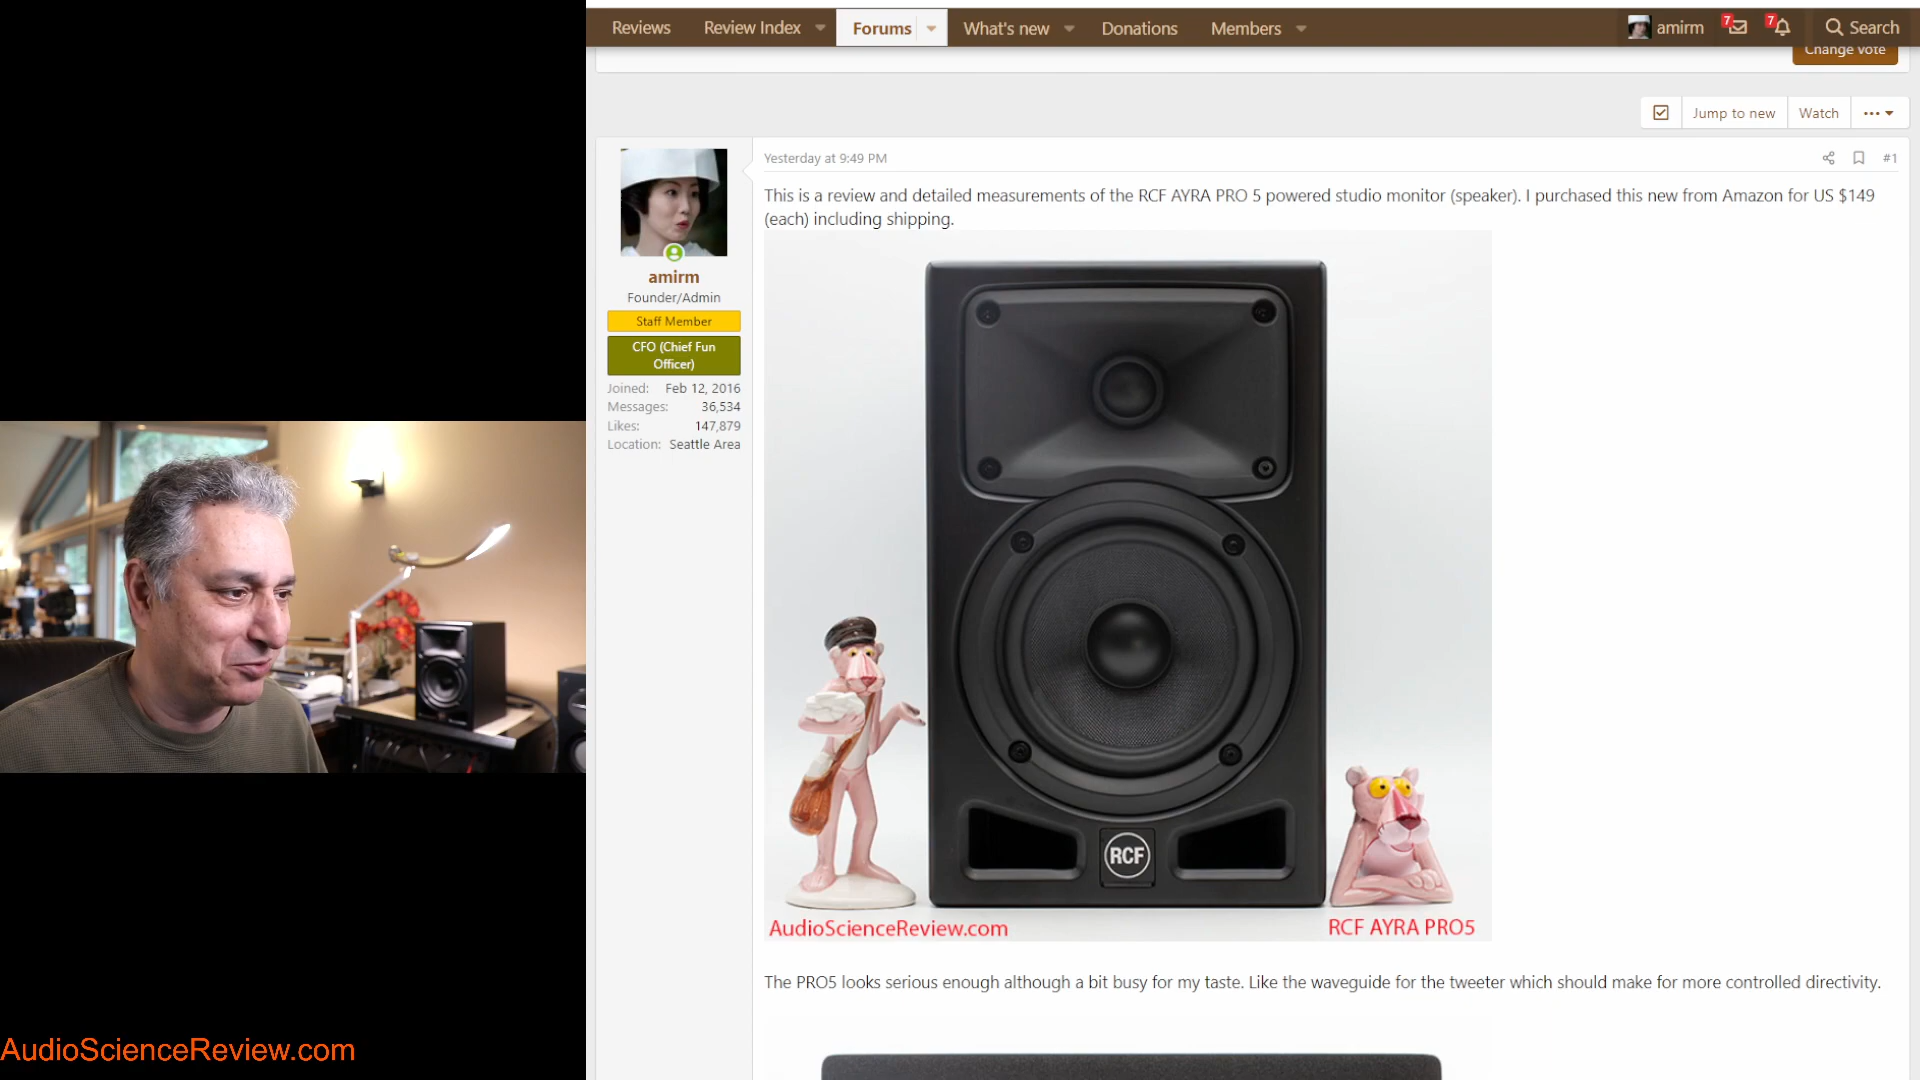 Reviews
Review Index
Forums
What's new
Donations
Members
amirm
7
7
Search
Change vote
Jump to new
Watch
Yesterday at 9:49 PM
#1
This is a review and detailed measurements of the RCF AYRA PRO 5 powered studio monitor (speaker). I purchased this new from Amazon for US $149
(each) including shipping.
amirm
Founder/Admin
Staff Member
CFO (Chief Fun
Officer)
Joined: Feb 12, 2016
Messages: 36,534
Likes: 147,879
Location: Seattle Area
RCF
AudioScienceReview.com
RCF AYRA PRO5
The PRO5 looks serious enough although a bit busy for my taste. Like the waveguide for the tweeter which should make for more controlled directivity.
AudioScienceReview.com